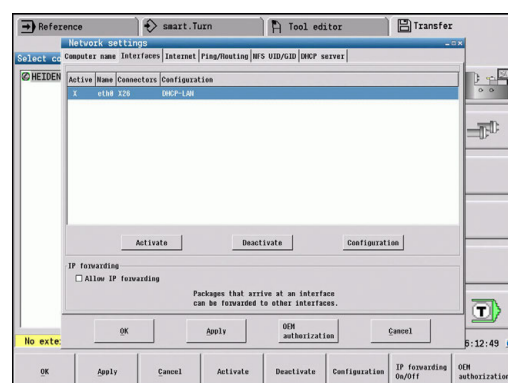 Reference smart.Turn Tool editor Transfer
Network settings
Select co
Computer name Interfaces Internet Ping/Routing NFS UID/GID DHCP server
HEIDEN
Active Name Connectors Configuration
X eth0 X26 DHCP-LAN
Activate Deactivate Configuration
IP forwarding
Allow IP forwarding
Packages that arrive at an interface
can be forwarded to other interfaces.
T
OK Apply OEM authorization Cancel
No exte
5:12:49
OK Apply Cancel Activate Deactivate Configuration IP forwarding On/Off OEM authorization